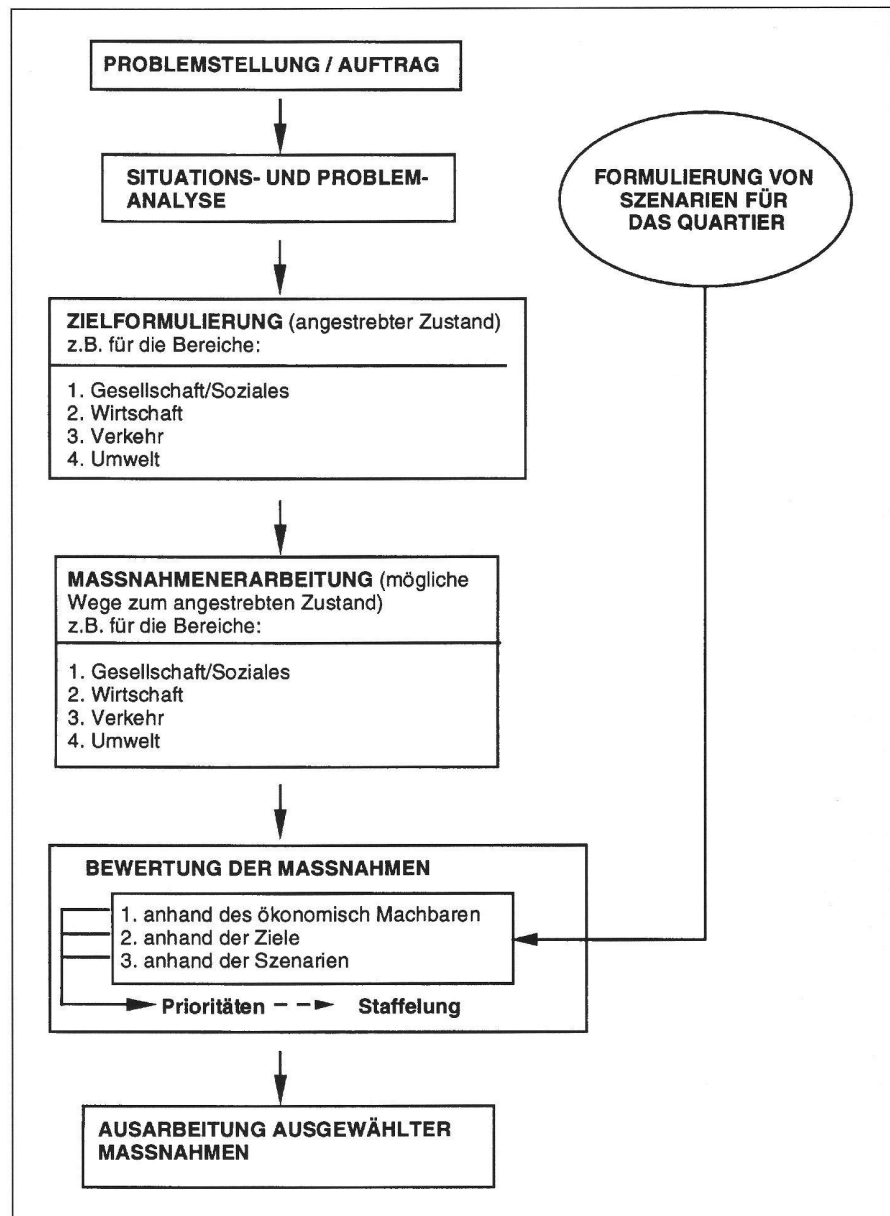 PROBLEMSTELLUNG / AUFTRAG
SITUATIONS- UND PROBLEM-
ANALYSE
FORMULIERUNG VON
SZENARIEN FÜR
DAS QUARTIER
ZIELFORMULIERUNG (angestrebter Zustand)
z.B. für die Bereiche:
1. Gesellschaft/Soziales
2. Wirtschaft
3. Verkehr
4. Umwelt
MASSNAHMENERARBEITUNG (mögliche
Wege zum angestrebten Zustand)
z.B. für die Bereiche:
1. Gesellschaft/Soziales
2. Wirtschaft
3. Verkehr
4. Umwelt
BEWERTUNG DER MASSNAHMEN
1. anhand des ökonomisch Machbaren
2. anhand der Ziele
3. anhand der Szenarien
Prioritäten Staffelung
AUSARBEITUNG AUSGEWÄHLTER
MASSNAHMEN